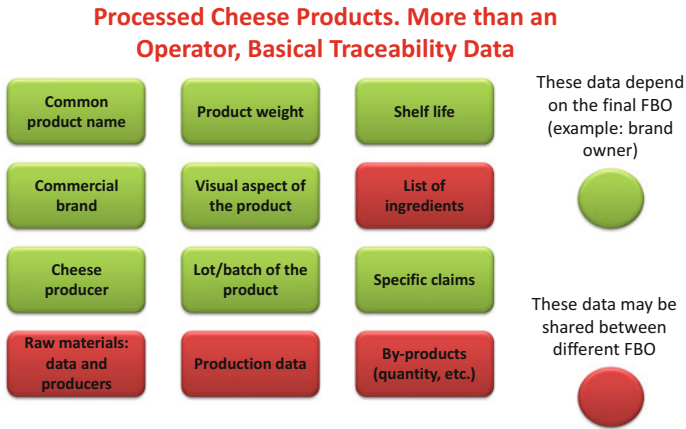 Processed Cheese Products. More than an
Operator, Basical Traceability Data
Common
product name
Product weight
Shelf life
These data depend
on the final FBO
(example: brand
owner)
Commercial
brand
Visual aspect of
the product
List of
ingredients
Cheese
producer
Lot/batch of the
product
Specific claims
These data may be
shared between
different FBO
Raw materials:
data and
producers
Production data
By-products
(quantity, etc.)